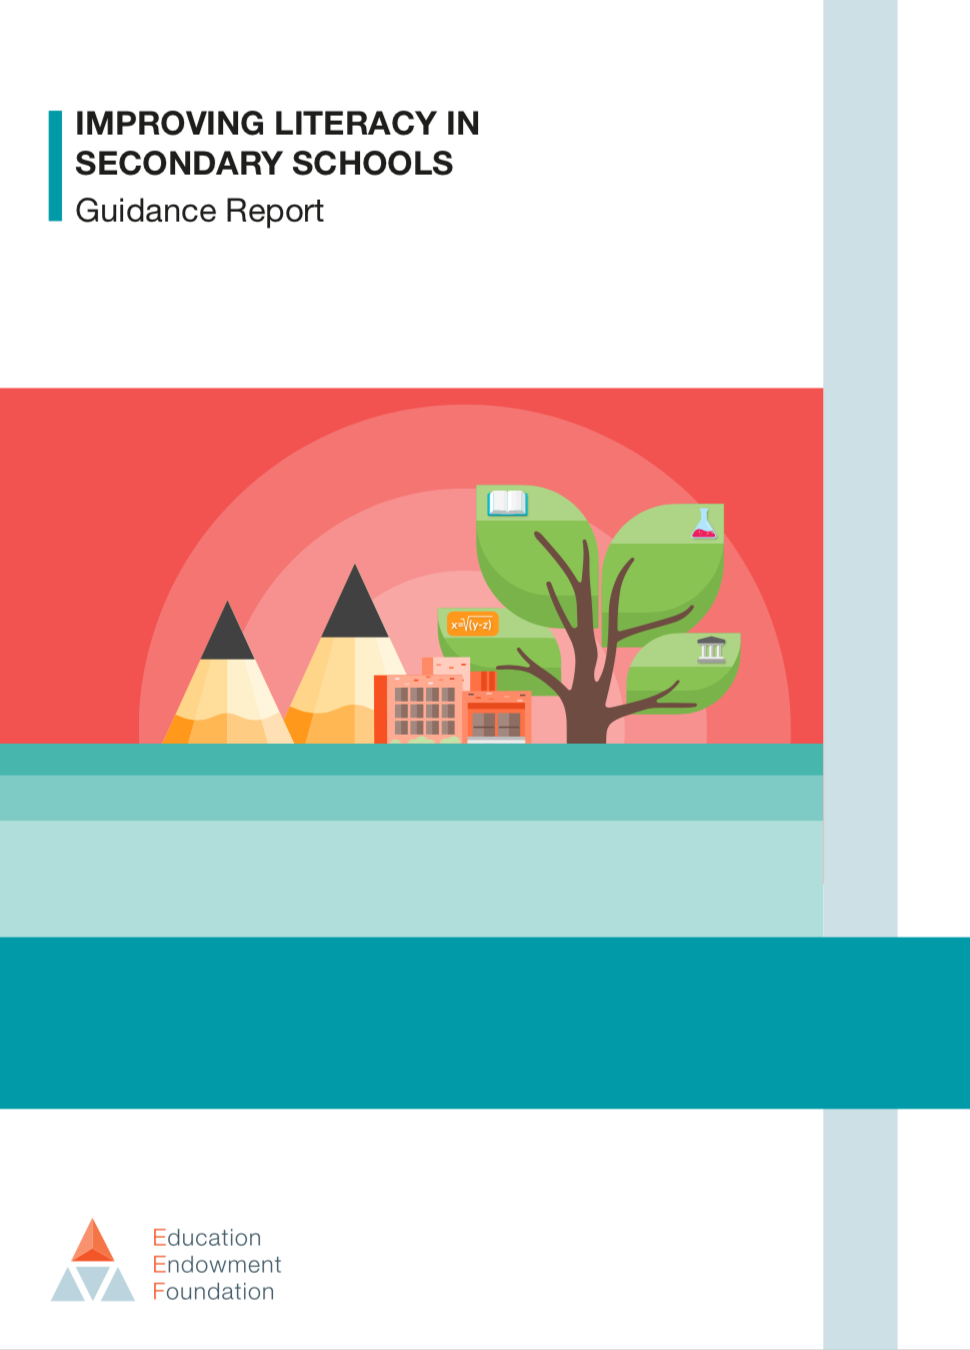 IMPROVING LITERACY IN
SECONDARY SCHOOLS
Guidance Report
x=√(y-z)
Education
Endowment
Foundation